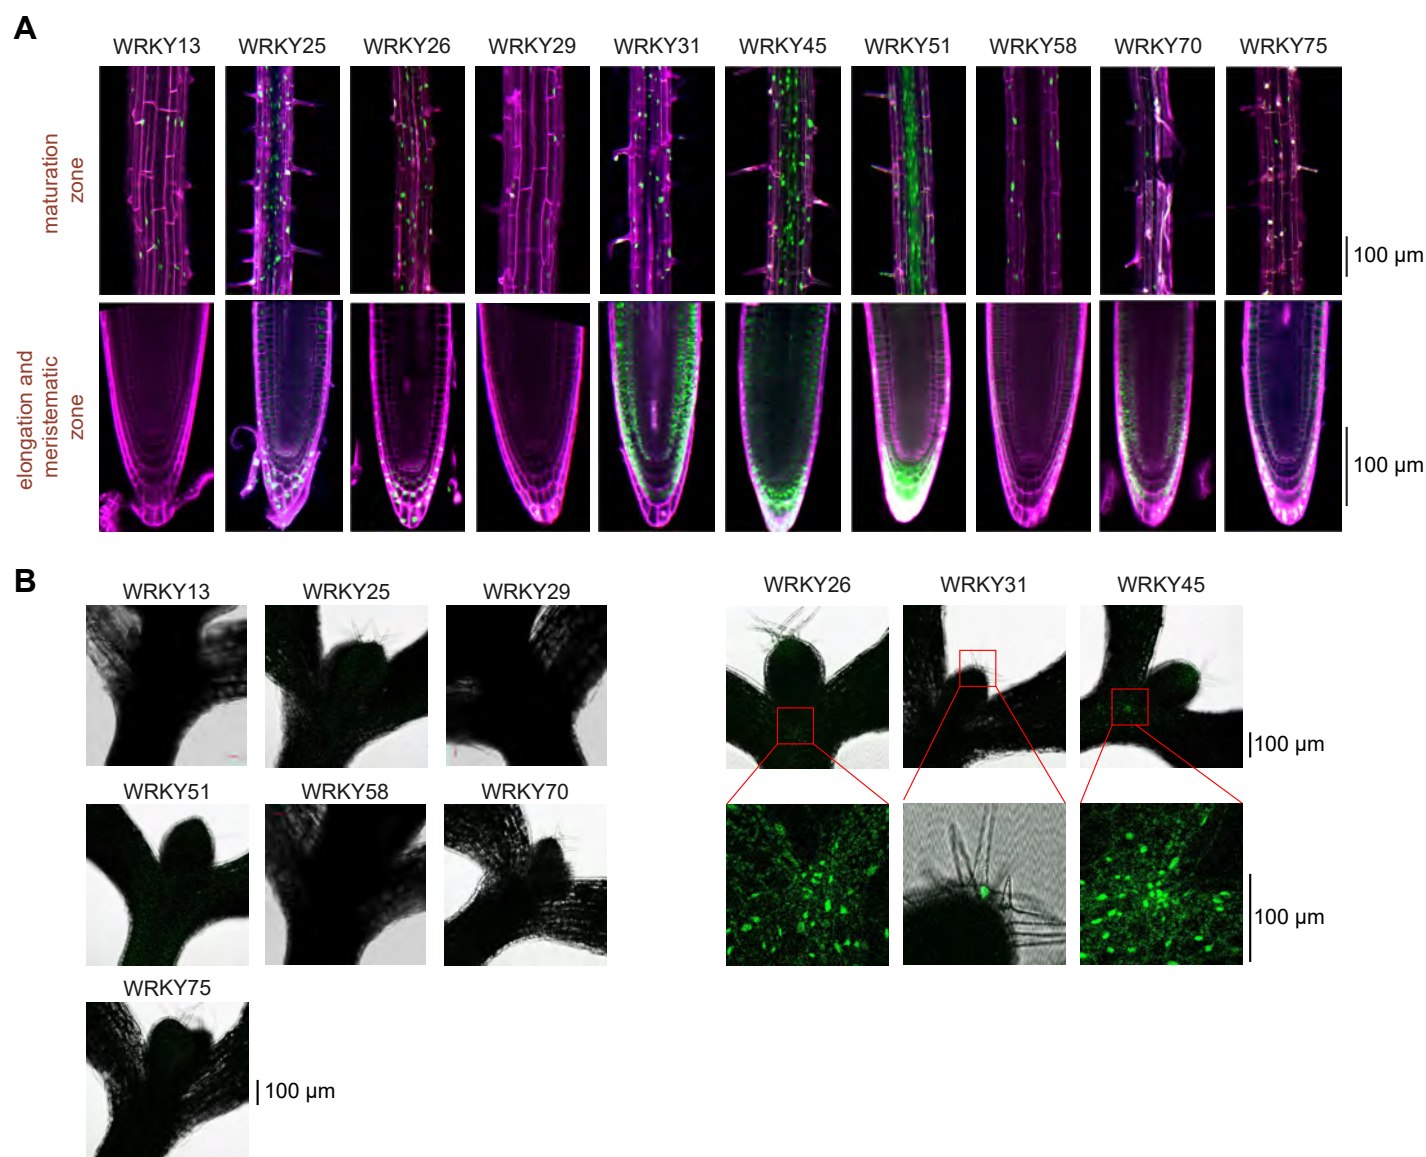 A
WRKY13 WRKY25 WRKY26 WRKY29 WRKY31 WRKY45 WRKY51 WRKY58 WRKY70 WRKY75
maturation
zone
100 µm
elongation and
meristematic
zone
100 µm
B
WRKY13 WRKY25 WRKY29 WRKY26 WRKY31 WRKY45
100 µm
WRKY51 WRKY58 WRKY70
100 µm
WRKY75
100 µm